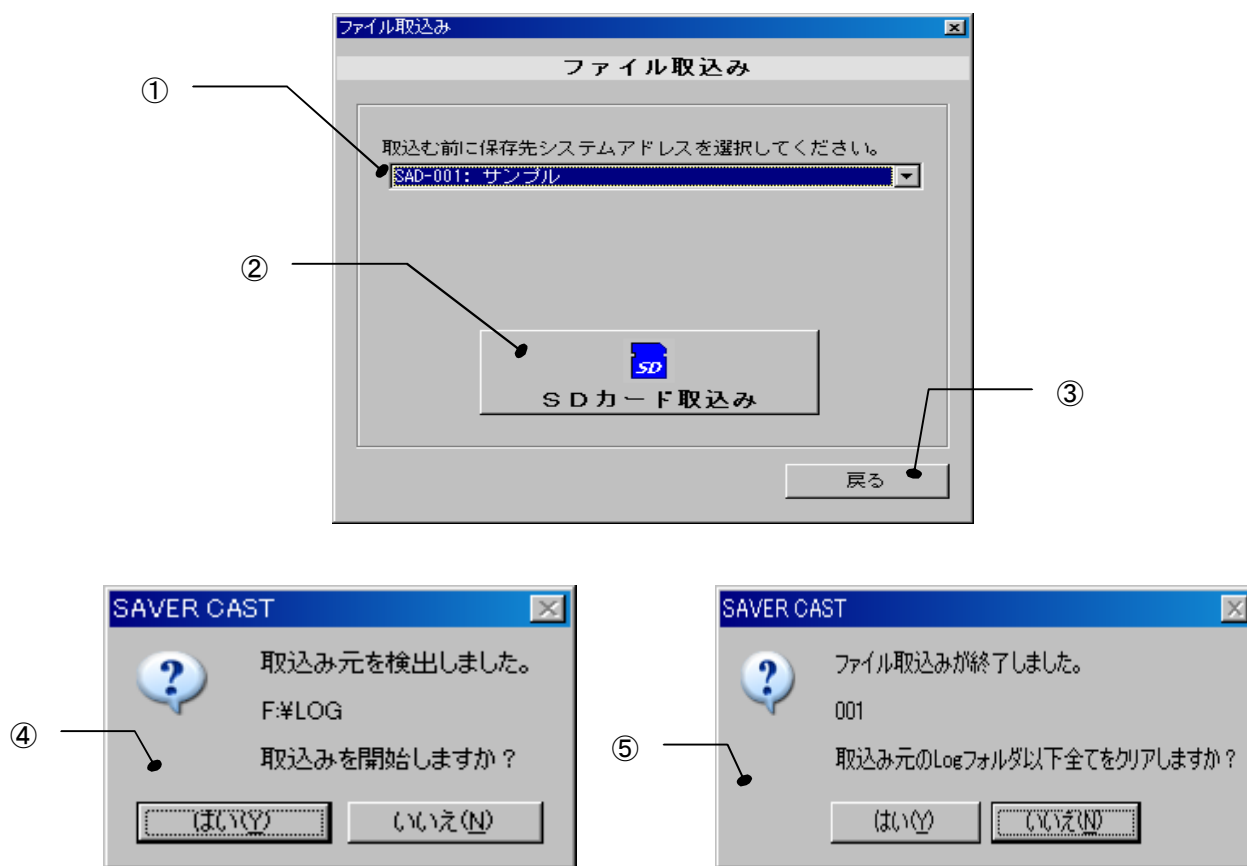 ファイル取込み
ファイル取込み
①
取込む前に保存先システムアドレスを選択してください。
SAD-001: サンプル
②
SD
SDカード取込み
③
戻る
SAVER CAST
取込み元を検出しました。
F:¥LOG
④
取込みを開始しますか？
はい(Y)
いいえ(N)
SAVER CAST
ファイル取込みが終了しました。
001
⑤
取込み元のLogフォルダ以下全てをクリアしますか？
はい(Y)
いいえ(N)